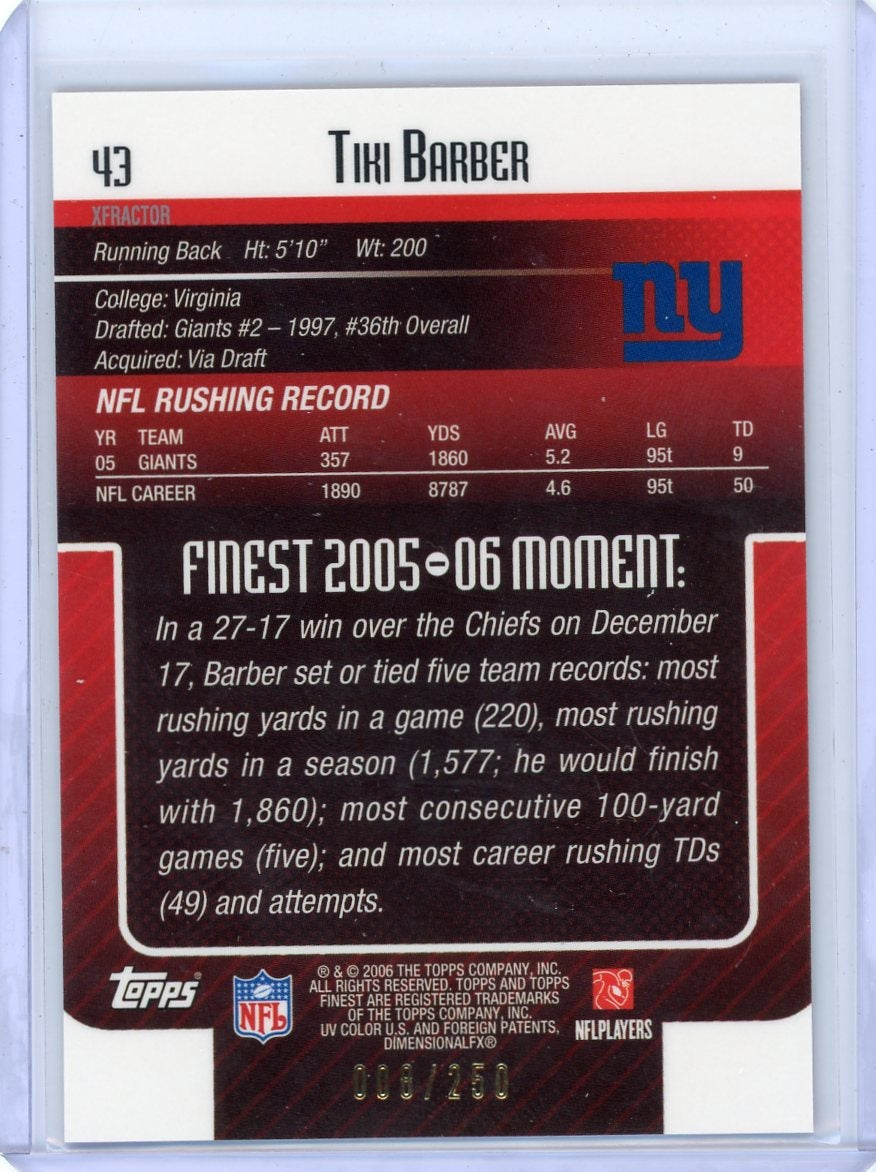 43 TIKI BARBER
XFRACTOR
Running Back Ht: 5'10" Wt: 200
ny
College: Virginia
Drafted: Giants #2 – 1997, #36th Overall
Acquired: Via Draft
NFL RUSHING RECORD
YR TEAM ATT YDS AVG LG TD
05 GIANTS 357 1860 5.2 95t 9
NFL CAREER 1890 8787 4.6 95t 50
FINEST 2005-06 MOMENT:
In a 27-17 win over the Chiefs on December
17, Barber set or tied five team records: most
rushing yards in a game (220), most rushing
yards in a season (1,577; he would finish
with 1,860); most consecutive 100-yard
games (five); and most career rushing TDs
(49) and attempts.
topps®
NFL
® & © 2006 THE TOPPS COMPANY, INC.
ALL RIGHTS RESERVED. TOPPS AND TOPPS
FINEST ARE REGISTERED TRADEMARKS
OF THE TOPPS COMPANY, INC.
UV COLOR U.S. AND FOREIGN PATENTS,
DIMENSIONALFX®
NFLPLAYERS
008/250